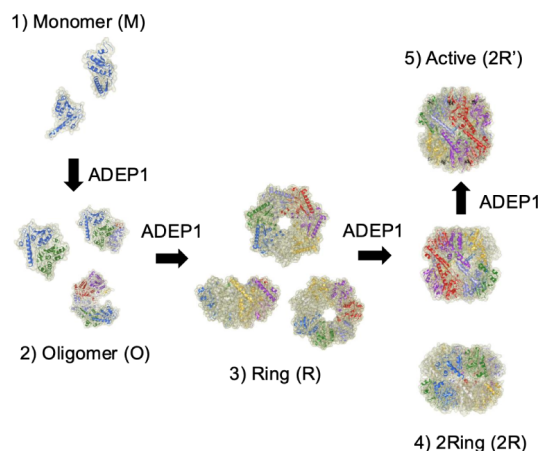 1) Monomer (M)
ADEP1
2) Oligomer (O)
ADEP1
3) Ring (R)
ADEP1
4) 2Ring (2R)
ADEP1
5) Active (2R’)